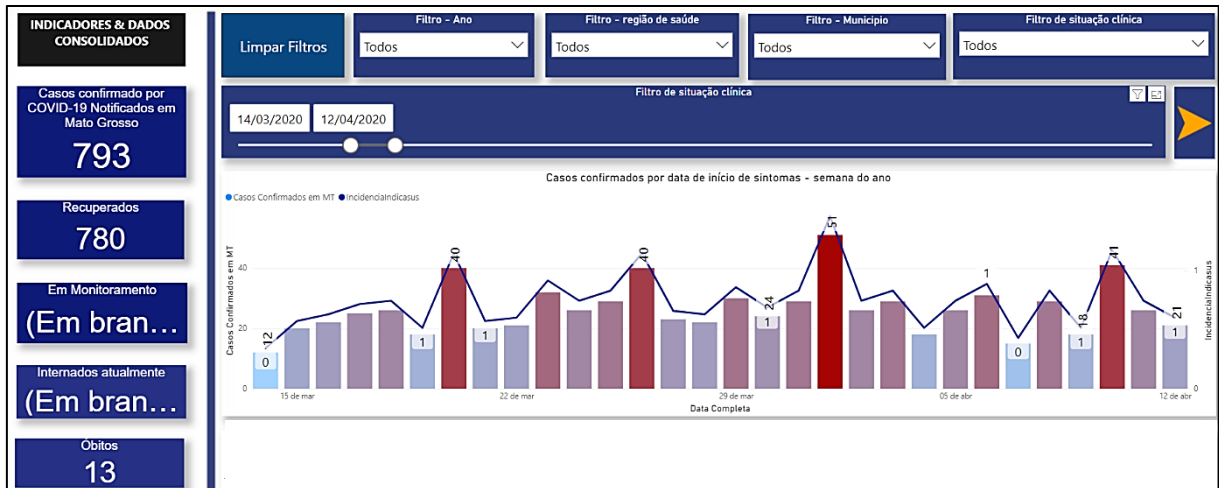 INDICADORES & DADOS
CONSOLIDADOS
Casos confirmado por
COVID-19 Notificados em
Mato Grosso
793
Recuperados
780
Em Monitoramento
(Em bran...
Internados atualmente
(Em bran...
Óbitos
13
Limpar Filtros
Filtro - Ano
Todos
Filtro - região de saúde
Todos
Filtro - Municipio
Todos
Filtro de situação clínica
Todos
Filtro de situação clínica
14/03/2020 12/04/2020
Casos confirmados por data de início de sintomas - semana do ano
Casos Confirmados em MT IncidenciaIndicasus
Casos Confirmados em MT
40
20
0
12
0
1
40
1
40
24
1
51
1
0
18
1
41
21
1
1
0
IncidenciaIndicasus
15 de mar 22 de mar 29 de mar 05 de abr 12 de abr
Data Completa